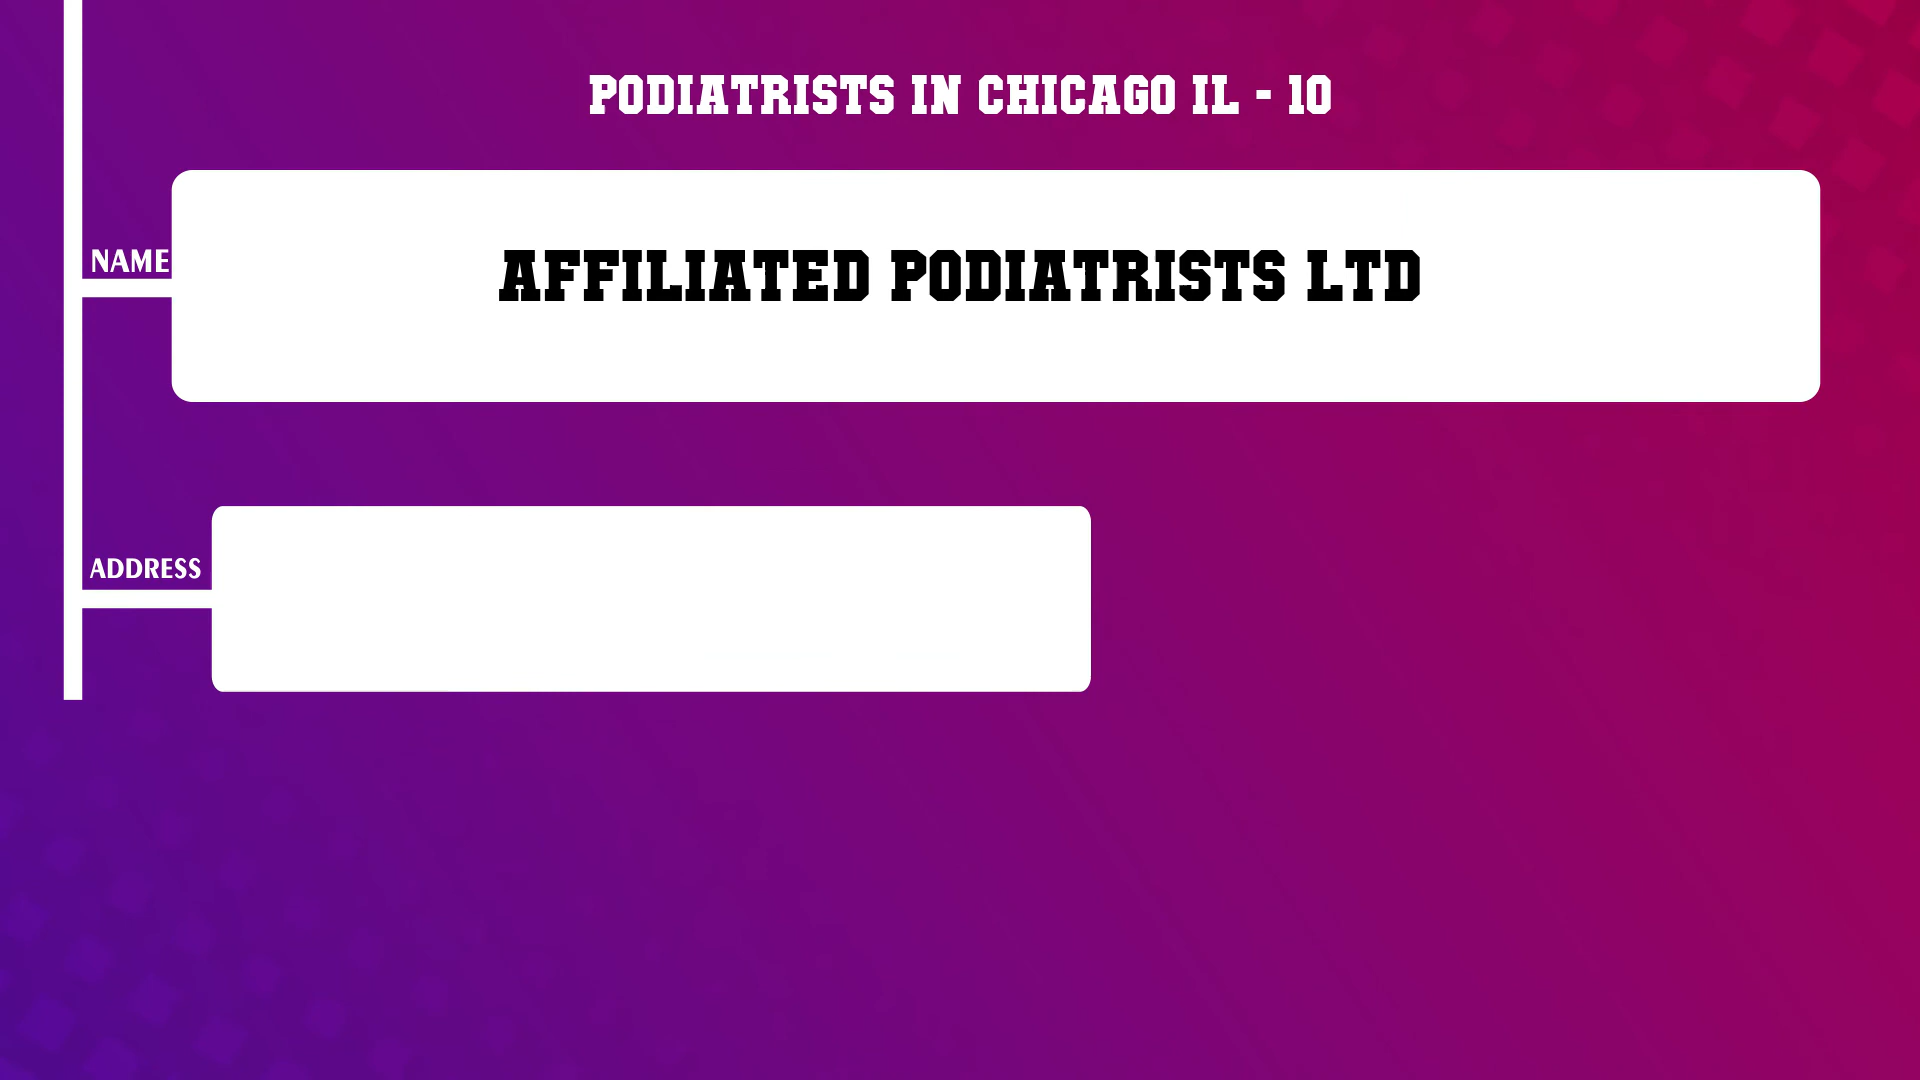 PODIATRISTS IN CHICAGO IL - 10
NAME
AFFILIATED PODIATRISTS LTD
ADDRESS